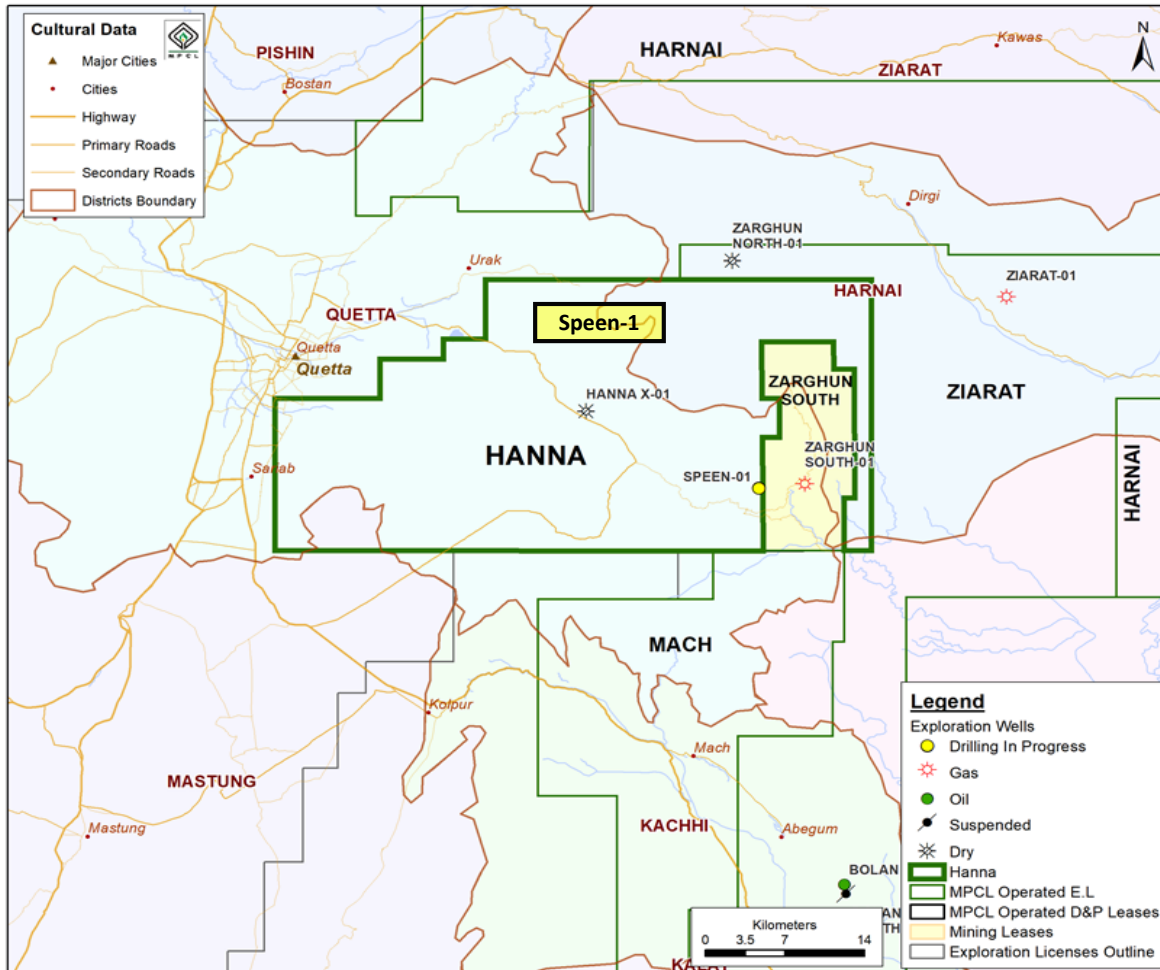 Cultural Data
MPCL
Major Cities
Cities
Highway
Primary Roads
Secondary Roads
Districts Boundary
PISHIN
Bostan
HARNAI
ZIARAT
Kawas
N
Dirgi
ZARGHUN
NORTH-01
ZIARAT-01
Urak
HARNAI
QUETTA
Speen-1
Quetta
Quetta
HANNA X-01
ZARGHUN
SOUTH
ZIARAT
HANNA
ZARGHUN
SOUTH-01
SPEEN-01
HARNAI
MACH
Kolpur
Mach
MASTUNG
KACHHI
Mastung
Abegum
BOLAN
Kilometers
0 3.5 7 14
Legend
Exploration Wells
Drilling In Progress
Gas
Oil
Suspended
Dry
Hanna
MPCL Operated E.L
MPCL Operated D&P Leases
Mining Leases
Exploration Licenses Outline